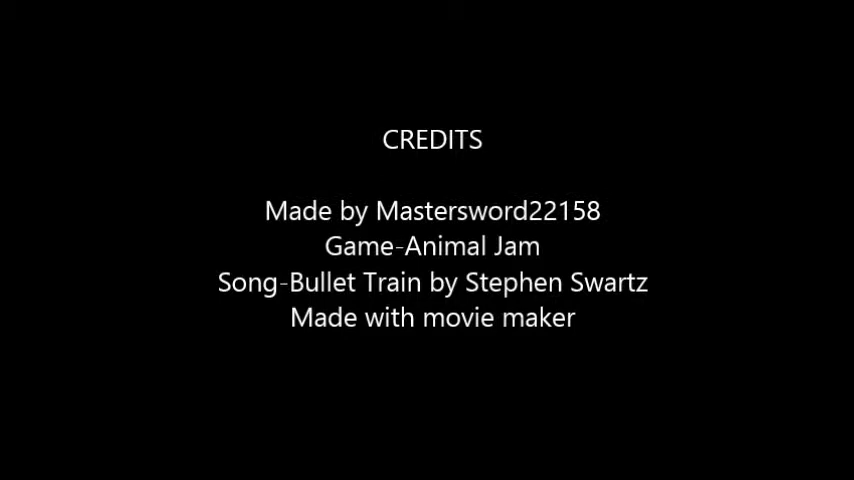 CREDITS
Made by Mastersword22158
Game-Animal Jam
Song-Bullet Train by Stephen Swartz
Made with movie maker